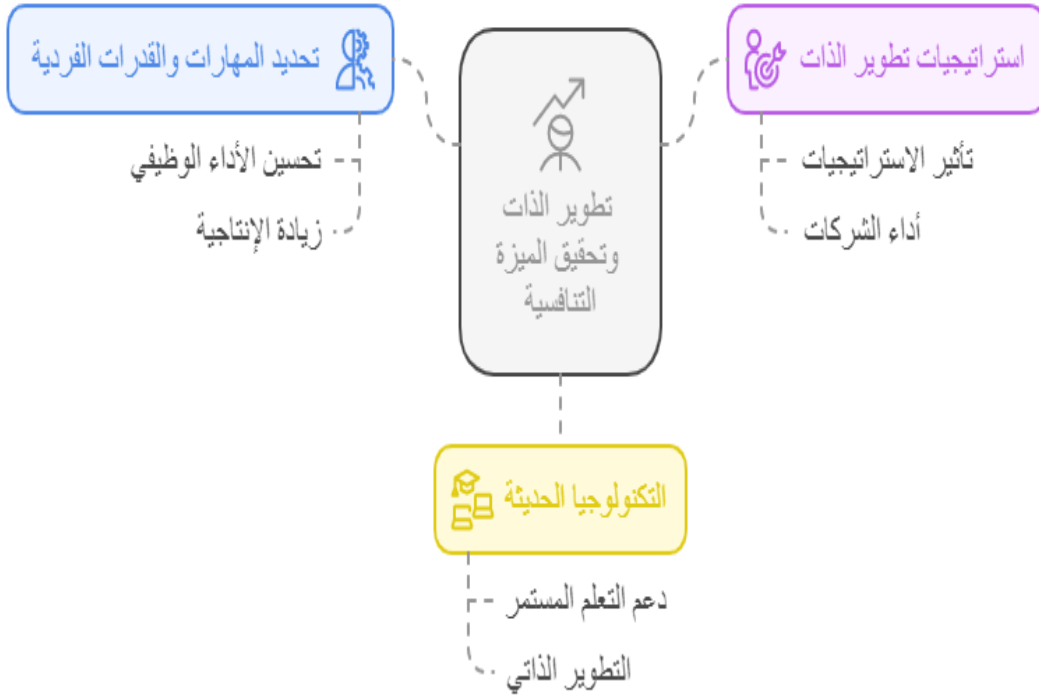 استراتيجيات تطوير الذات
تأثير الاستراتيجيات
أداء الشركات
تطوير الذات
وتحقيق الميزة
التنافسية
تحديد المهارات والقدرات الفردية
تحسين الأداء الوظيفي
زيادة الإنتاجية
التكنولوجيا الحديثة
دعم التعلم المستمر
التطوير الذاتي